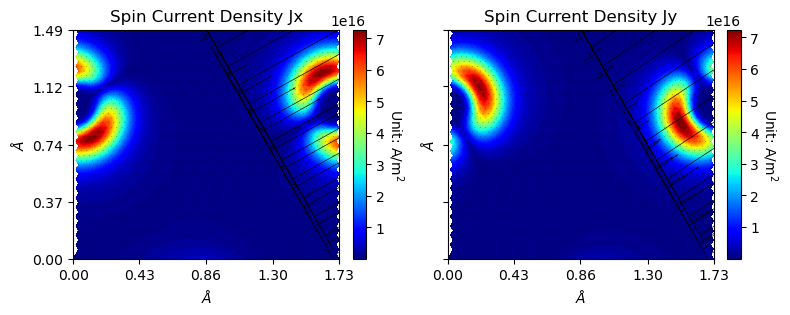 Spin Current Density Jx
1e16
1.49
1.12
0.74
0.37
0.00
Å
0.00 0.43 0.86 1.30 1.73
Å
7
6
5
4
3
2
1
Unit: A/m²
Spin Current Density Jy
1e16
Å
0.00 0.43 0.86 1.30 1.73
Å
7
6
5
4
3
2
1
Unit: A/m²